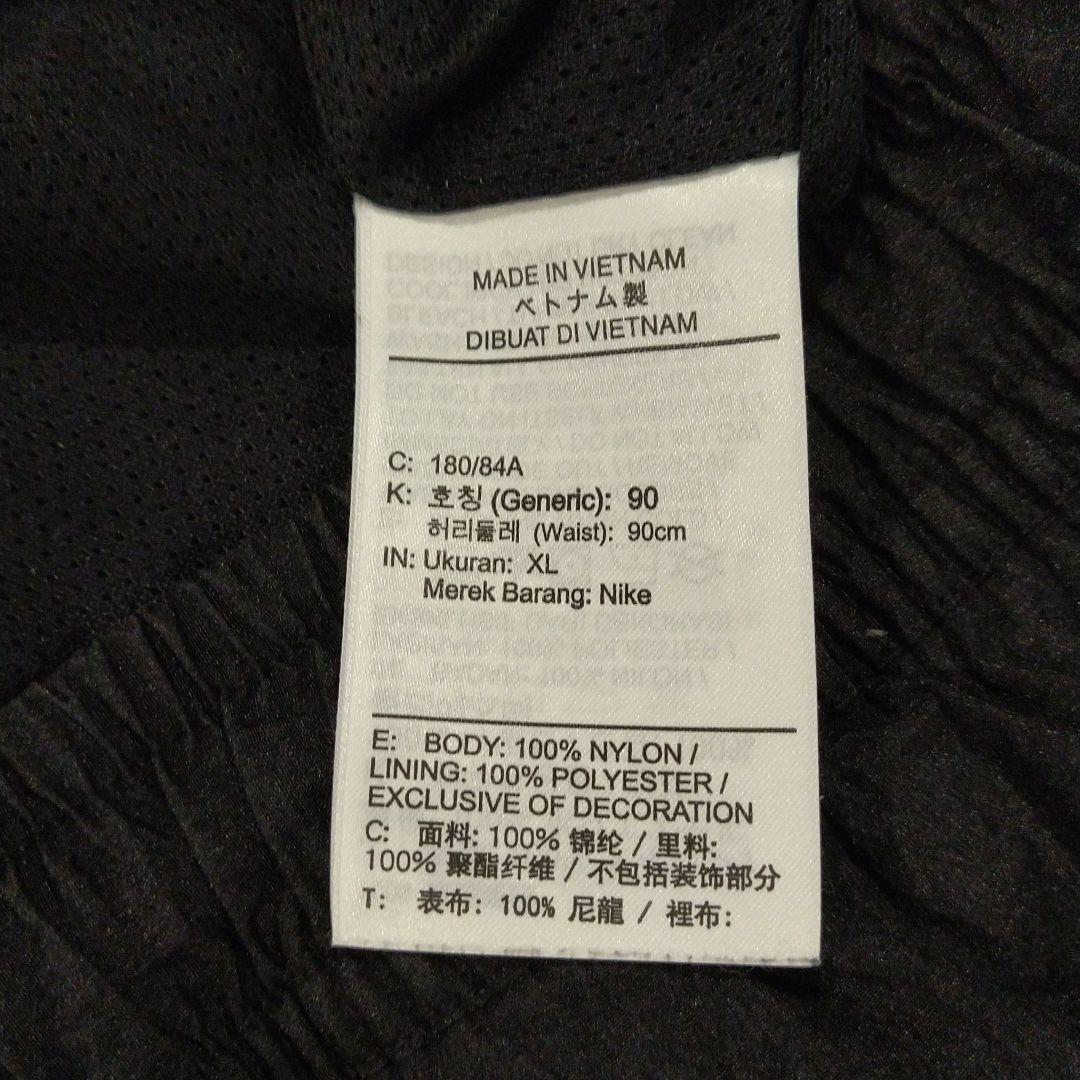 MADE IN VIETNAM
ベトナム製
DIBUAT DI VIETNAM
C: 180/84A
K: 호칭 (Generic): 90
허리둘레 (Waist): 90cm
IN: Ukuran: XL
Merek Barang: Nike
E: BODY: 100% NYLON /
LINING: 100% POLYESTER /
EXCLUSIVE OF DECORATION
C: 面料: 100% 锦纶 / 里料:
100% 聚酯纤维 / 不包括装饰部分
T: 表布: 100% 尼龍 / 裡布: